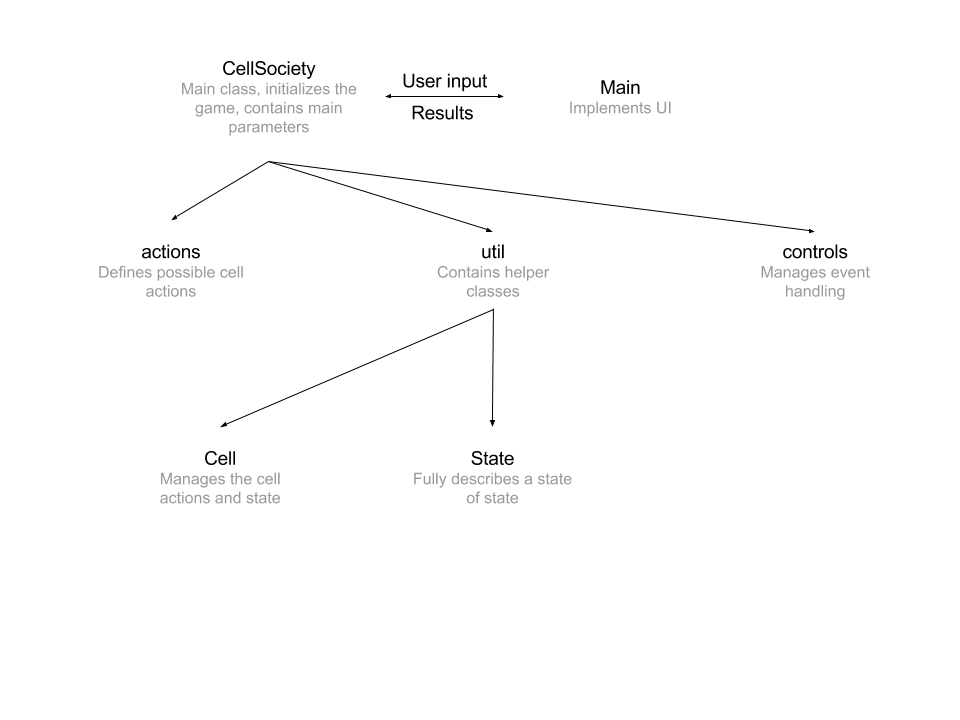 CellSociety
Main class, initializes the
game, contains main
parameters
User input
Results
Main
Implements UI
actions
Defines possible cell
actions
util
Contains helper
classes
controls
Manages event
handling
Cell
Manages the cell
actions and state
State
Fully describes a state
of state